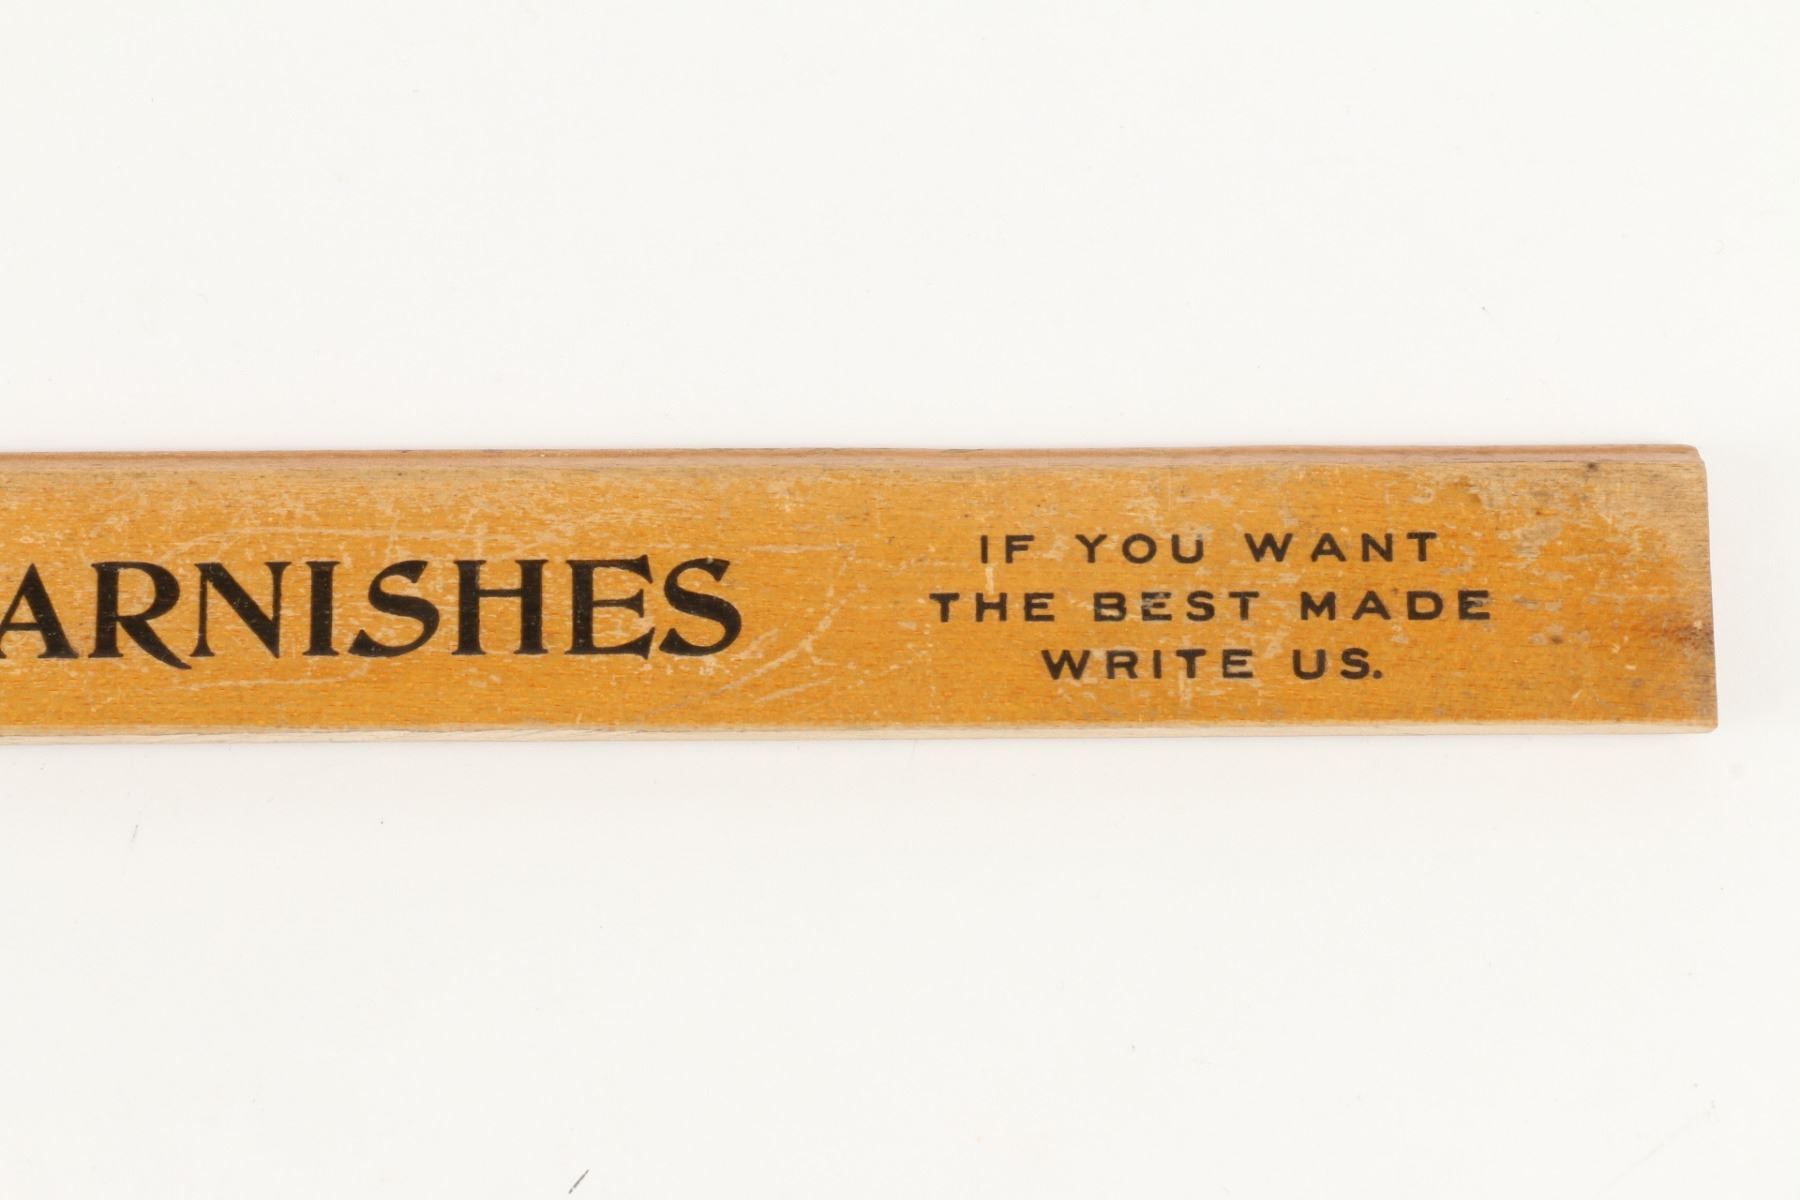 ARNISHES
IF YOU WANT
THE BEST MADE
WRITE US.